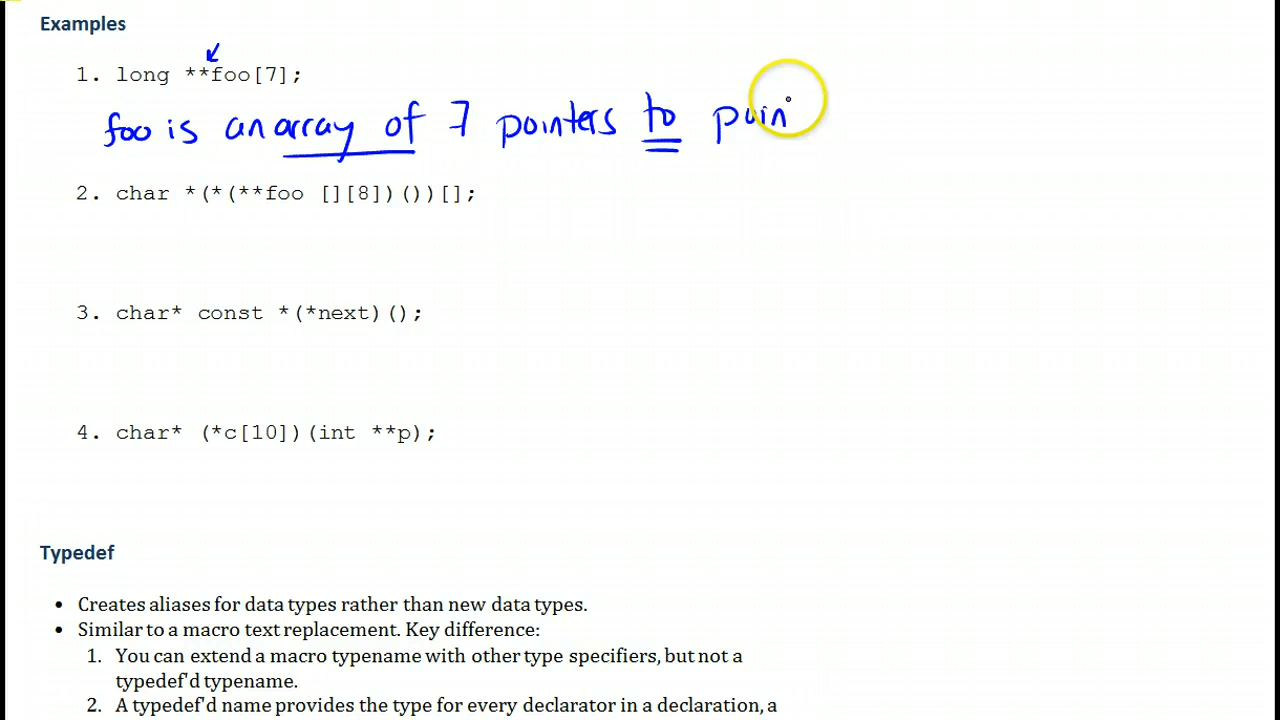 Examples
1. long **foo[7];
foo is an array of 7 pointers to poin
2. char *(*(**foo [][8])())[];
3. char* const *(*next)();
4. char* (*c[10])(int **p);
Typedef
• Creates aliases for data types rather than new data types.
• Similar to a macro text replacement. Key difference:
1. You can extend a macro typename with other type specifiers, but not a
typedef'd typename.
2. A typedef'd name provides the type for every declarator in a declaration, a